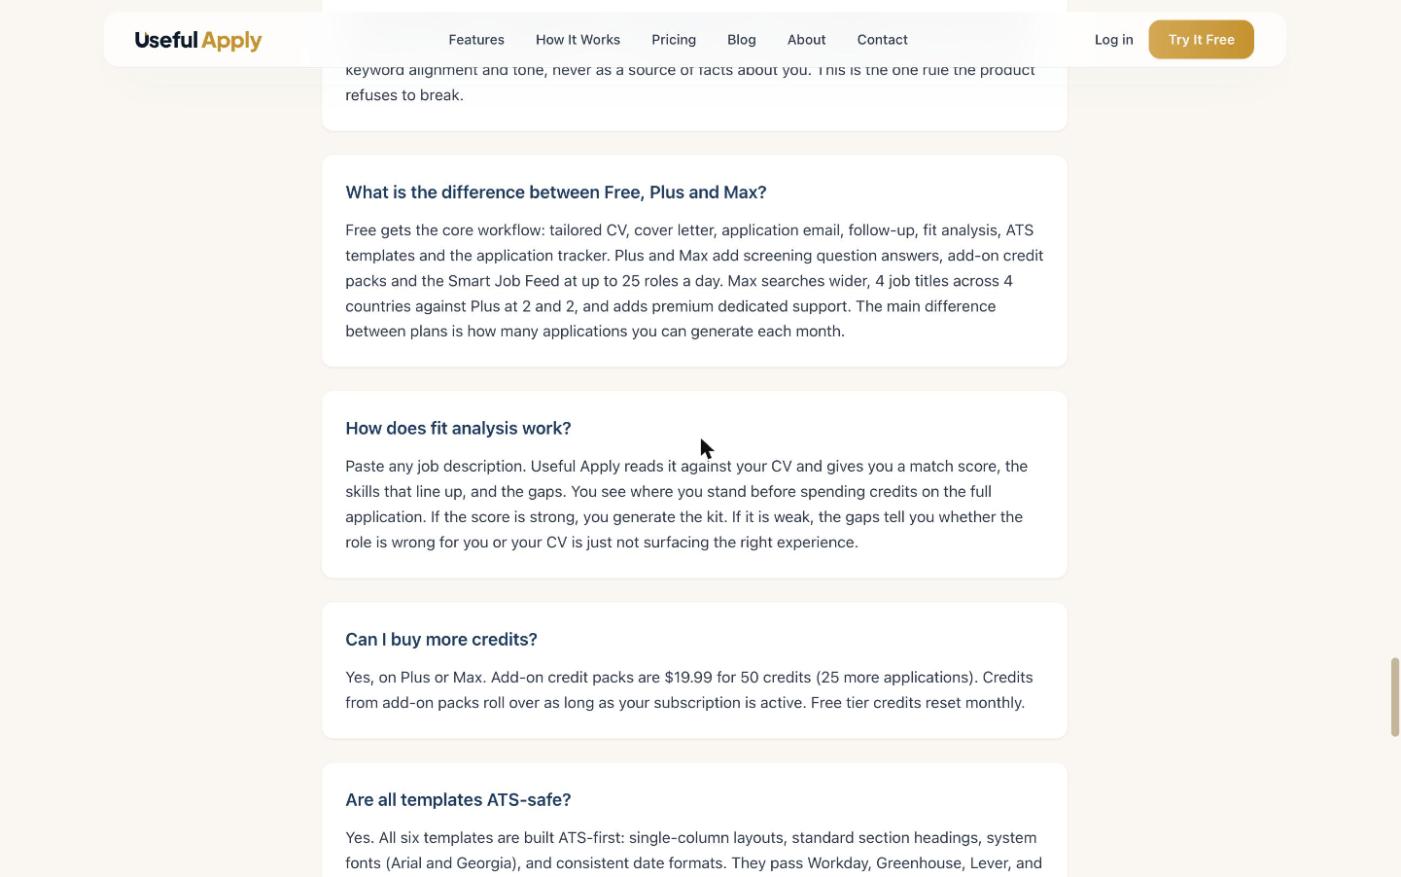 Useful Apply
Features How It Works Pricing Blog About Contact
Log in Try It Free
keyword alignment and tone, never as a source of facts about you. This is the one rule the product
refuses to break.
What is the difference between Free, Plus and Max?
Free gets the core workflow: tailored CV, cover letter, application email, follow-up, fit analysis, ATS
templates and the application tracker. Plus and Max add screening question answers, add-on credit
packs and the Smart Job Feed at up to 25 roles a day. Max searches wider, 4 job titles across 4
countries against Plus at 2 and 2, and adds premium dedicated support. The main difference
between plans is how many applications you can generate each month.
How does fit analysis work?
Paste any job description. Useful Apply reads it against your CV and gives you a match score, the
skills that line up, and the gaps. You see where you stand before spending credits on the full
application. If the score is strong, you generate the kit. If it is weak, the gaps tell you whether the
role is wrong for you or your CV is just not surfacing the right experience.
Can I buy more credits?
Yes, on Plus or Max. Add-on credit packs are $19.99 for 50 credits (25 more applications). Credits
from add-on packs roll over as long as your subscription is active. Free tier credits reset monthly.
Are all templates ATS-safe?
Yes. All six templates are built ATS-first: single-column layouts, standard section headings, system
fonts (Arial and Georgia), and consistent date formats. They pass Workday, Greenhouse, Lever, and